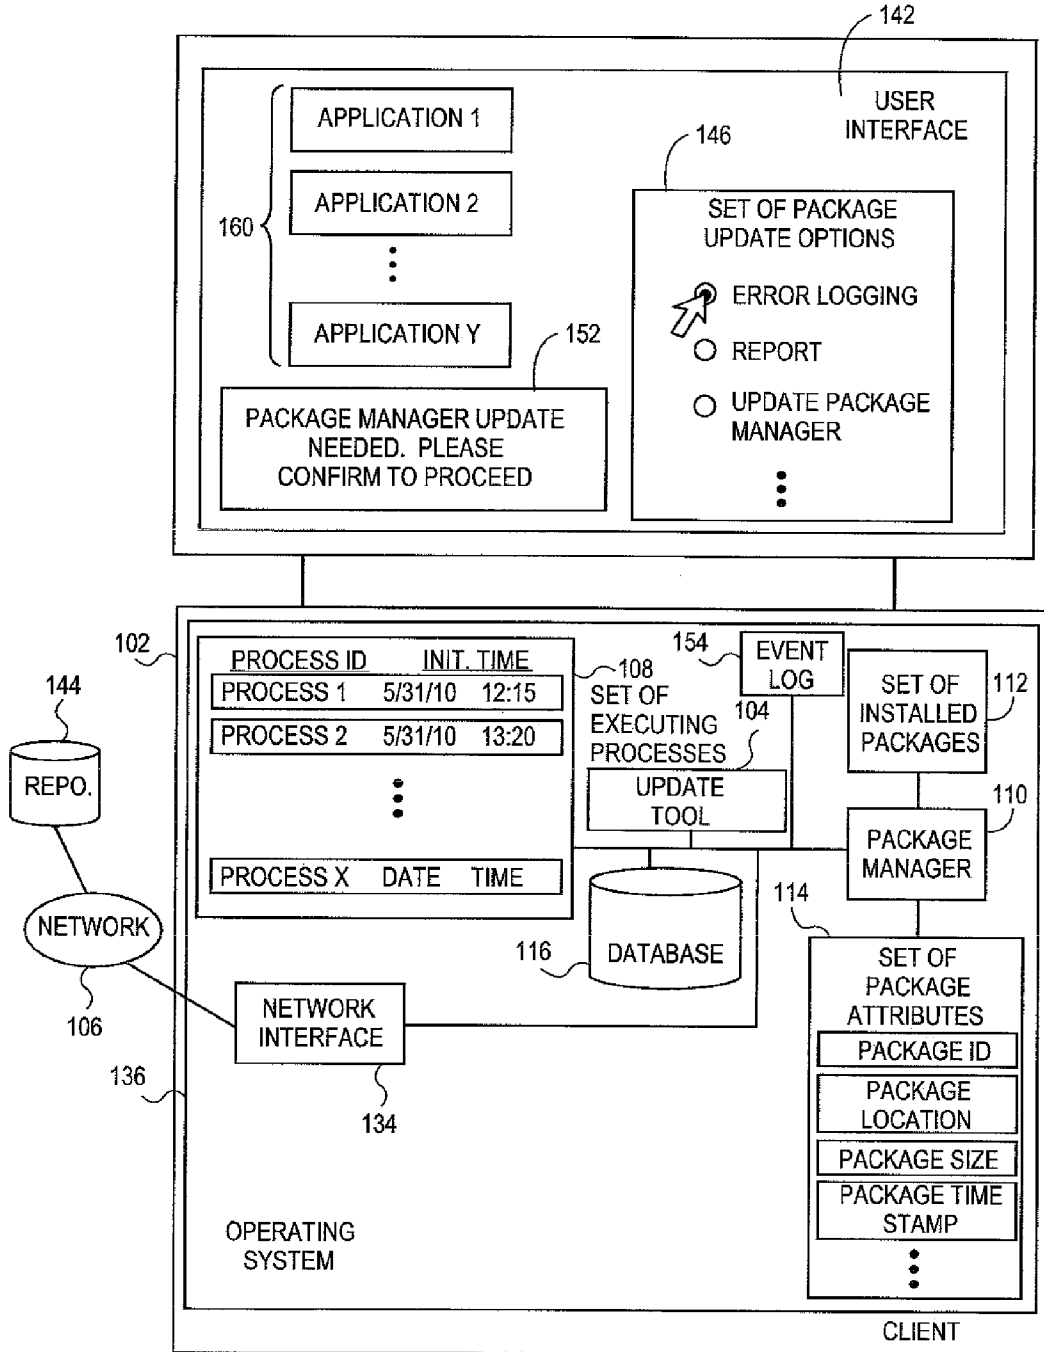 142
USER
INTERFACE
APPLICATION 1
APPLICATION 2
160
APPLICATION Y
146
SET OF PACKAGE
UPDATE OPTIONS
ERROR LOGGING
REPORT
UPDATE PACKAGE
MANAGER
152
PACKAGE MANAGER UPDATE
NEEDED. PLEASE
CONFIRM TO PROCEED
102
PROCESS ID INIT. TIME
PROCESS 1 5/31/10 12:15
PROCESS 2 5/31/10 13:20
PROCESS X DATE TIME
108
SET OF
EXECUTING
PROCESSES
154
EVENT
LOG
104
UPDATE
TOOL
SET OF
INSTALLED
PACKAGES
112
110
PACKAGE
MANAGER
144
REPO.
NETWORK
106
116
DATABASE
NETWORK
INTERFACE
134
136
114
SET OF
PACKAGE
ATTRIBUTES
PACKAGE ID
PACKAGE
LOCATION
PACKAGE SIZE
PACKAGE TIME
STAMP
OPERATING
SYSTEM
CLIENT